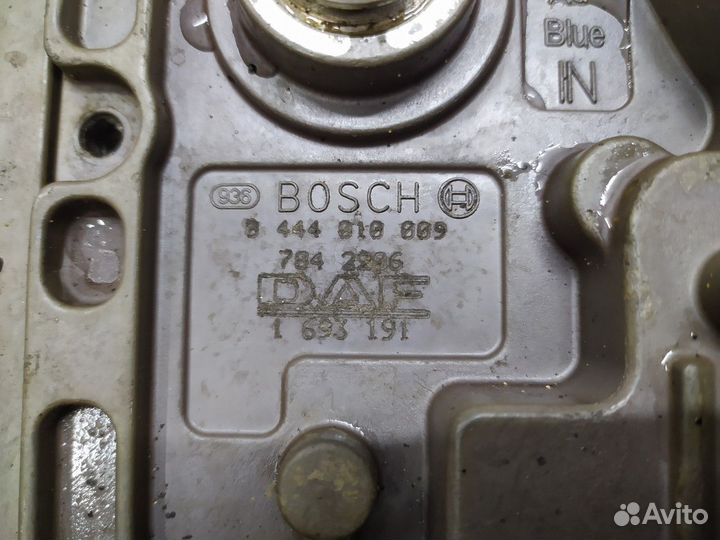 Blue
IN
936 BOSCH
0 444 010 009
784 2906
DAF
1 693 191
Avito